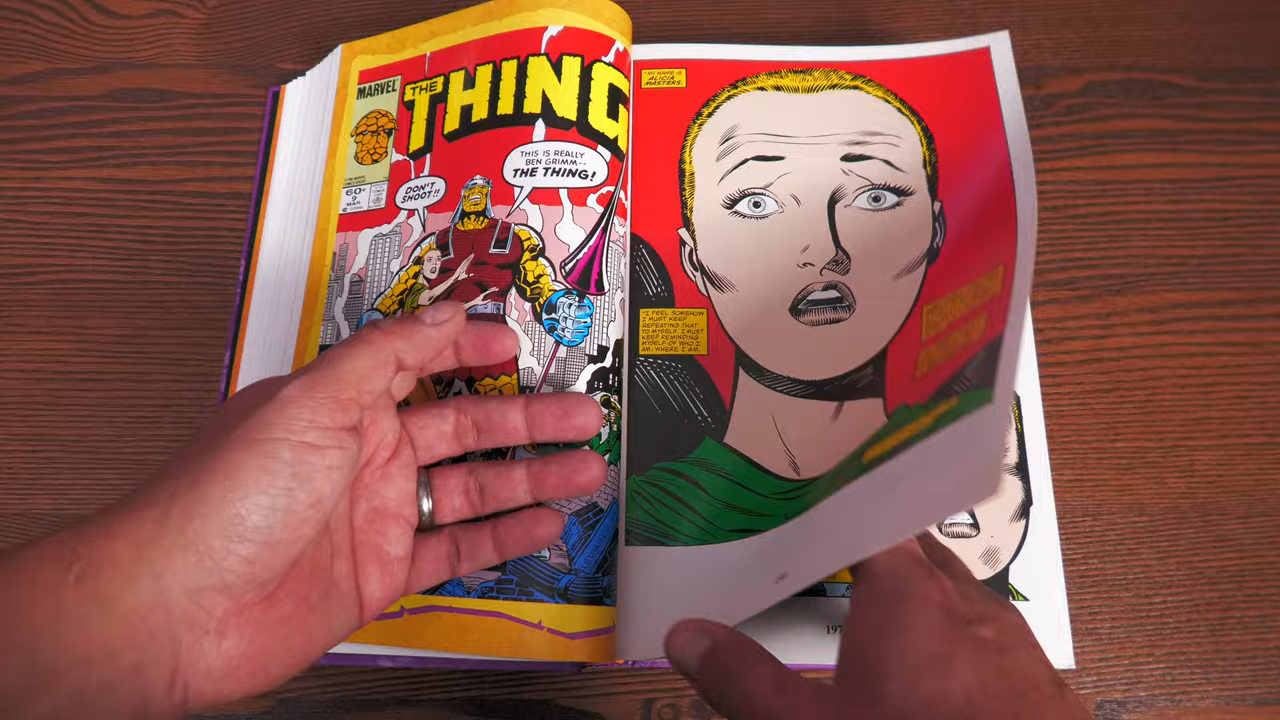 MARVEL®
THE
THING
60¢
9
MAR
DON'T
SHOOT!!
THIS IS REALLY
BEN GRIMM--
THE THING!
"MY NAME IS
ALICIA
MASTERS.
"I FEEL SOMEHOW
I MUST KEEP
REPEATING THAT
TO MYSELF. I MUST
KEEP REMINDING
MYSELF OF WHO I
AM; WHERE I AM.
197